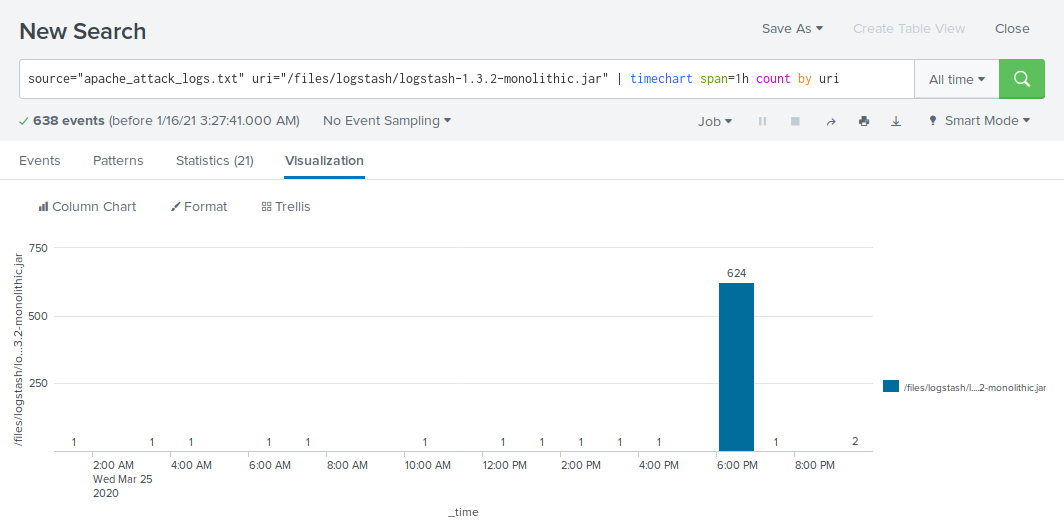 New Search
Save As
Create Table View
Close
source="apache_attack_logs.txt" uri="/files/logstash/logstash-1.3.2-monolithic.jar" | timechart span=1h count by uri
All time
638 events (before 1/16/21 3:27:41.000 AM)
No Event Sampling
Job
Smart Mode
Events
Patterns
Statistics (21)
Visualization
Column Chart
Format
Trellis
/files/logstash/lo...3.2-monolithic.jar
750
500
250
1
1
1
1
1
1
1
1
1
1
1
624
1
2
2:00 AM
Wed Mar 25
2020
4:00 AM
6:00 AM
8:00 AM
10:00 AM
12:00 PM
2:00 PM
4:00 PM
6:00 PM
8:00 PM
_time
/files/logstash/l....2-monolithic.jar